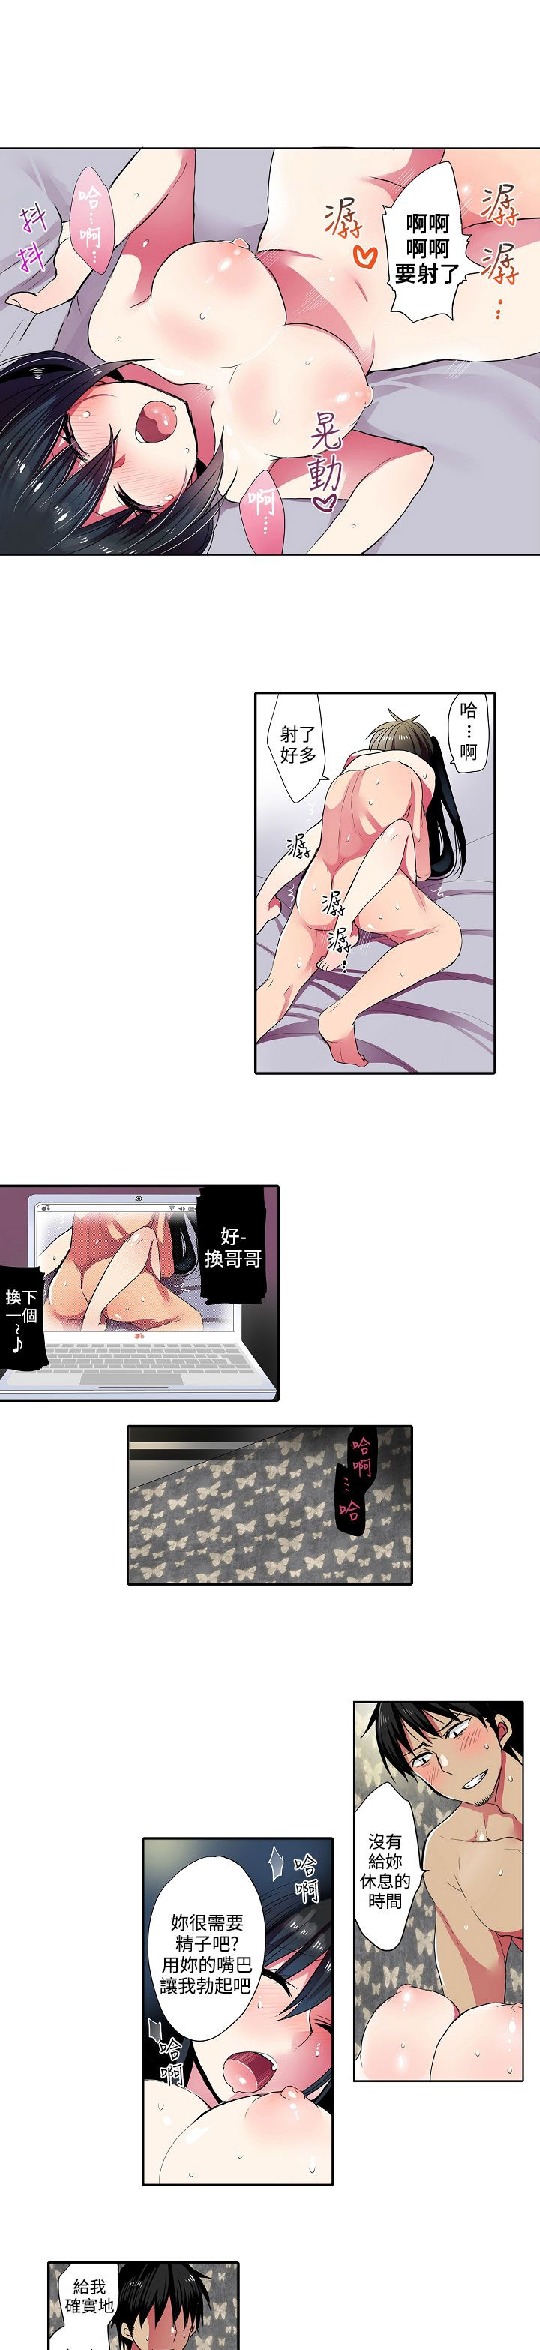 啊啊
啊啊
要射了
潺
潺
潺…
哈…啊…
抖
抖
晃動
啊…
哈…啊
射了
好多
潺
潺
潺…
好-
換哥哥
下個
換一~♪
哈啊…哈
沒有
給妳
休息的
時間
哈啊
妳很需要
精子吧?
用妳的嘴巴
讓我勃起吧
哈啊
給我
確實地